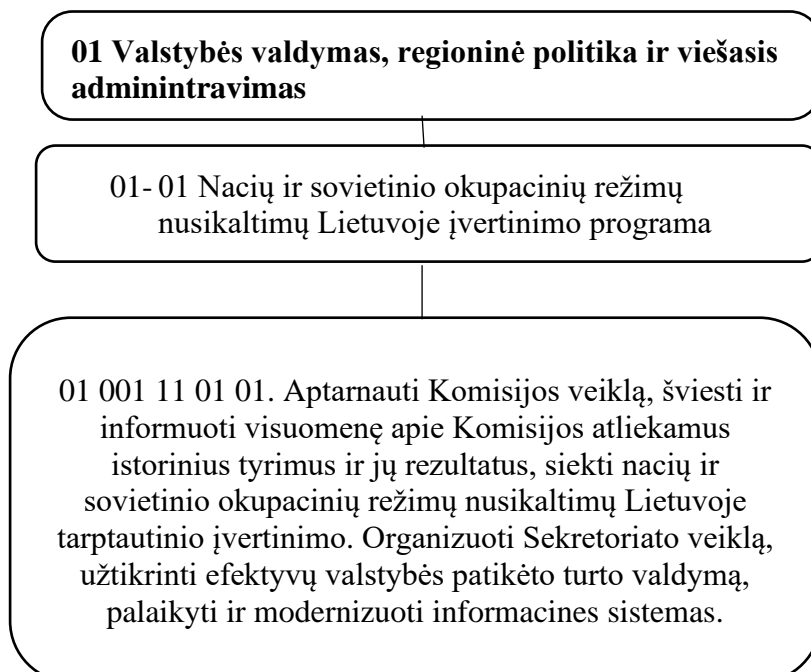 01 Valstybės valdymas, regioninė politika ir viešasis
adminintravimas
01- 01 Nacių ir sovietinio okupacinių režimų
nusikaltimų Lietuvoje įvertinimo programa
01 001 11 01 01. Aptarnauti Komisijos veiklą, šviesti ir
informuoti visuomenę apie Komisijos atliekamus
istorinius tyrimus ir jų rezultatus, siekti nacių ir
sovietinio okupacinių režimų nusikaltimų Lietuvoje
tarptautinio įvertinimo. Organizuoti Sekretoriato veiklą,
užtikrinti efektyvų valstybės patikėto turto valdymą,
palaikyti ir modernizuoti informacines sistemas.